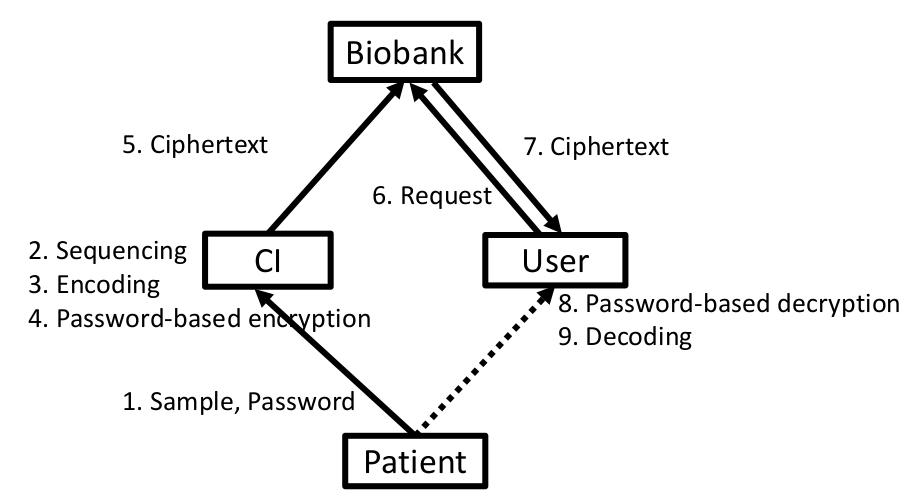 Biobank
5. Ciphertext
7. Ciphertext
6. Request
2. Sequencing
3. Encoding
4. Password-based encryption
CI
User
8. Password-based decryption
9. Decoding
1. Sample, Password
Patient